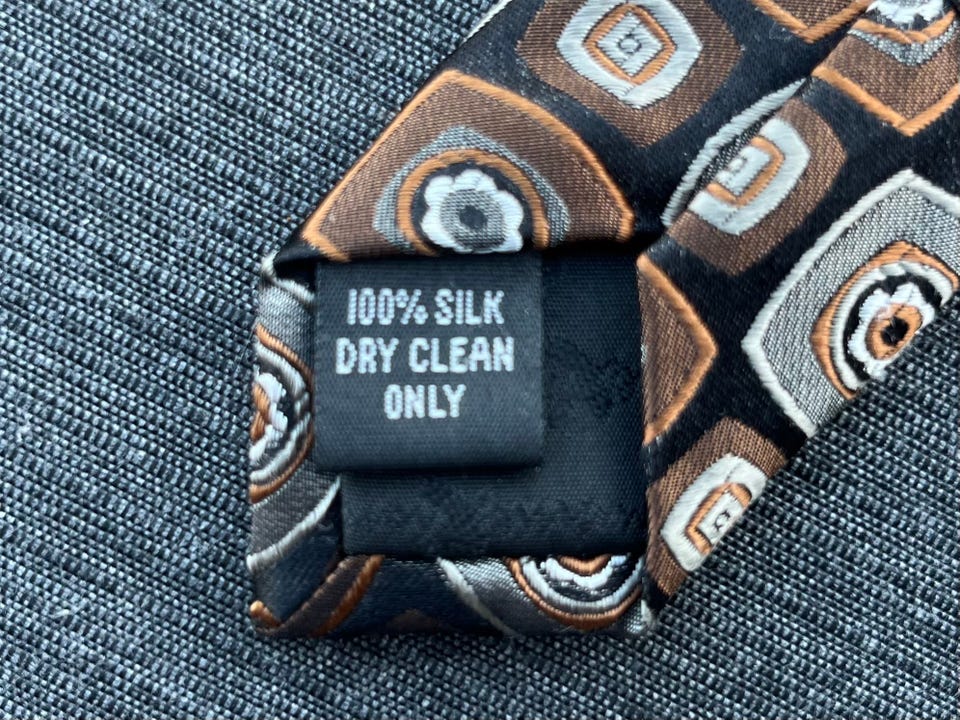 100% SILK
DRY CLEAN
ONLY